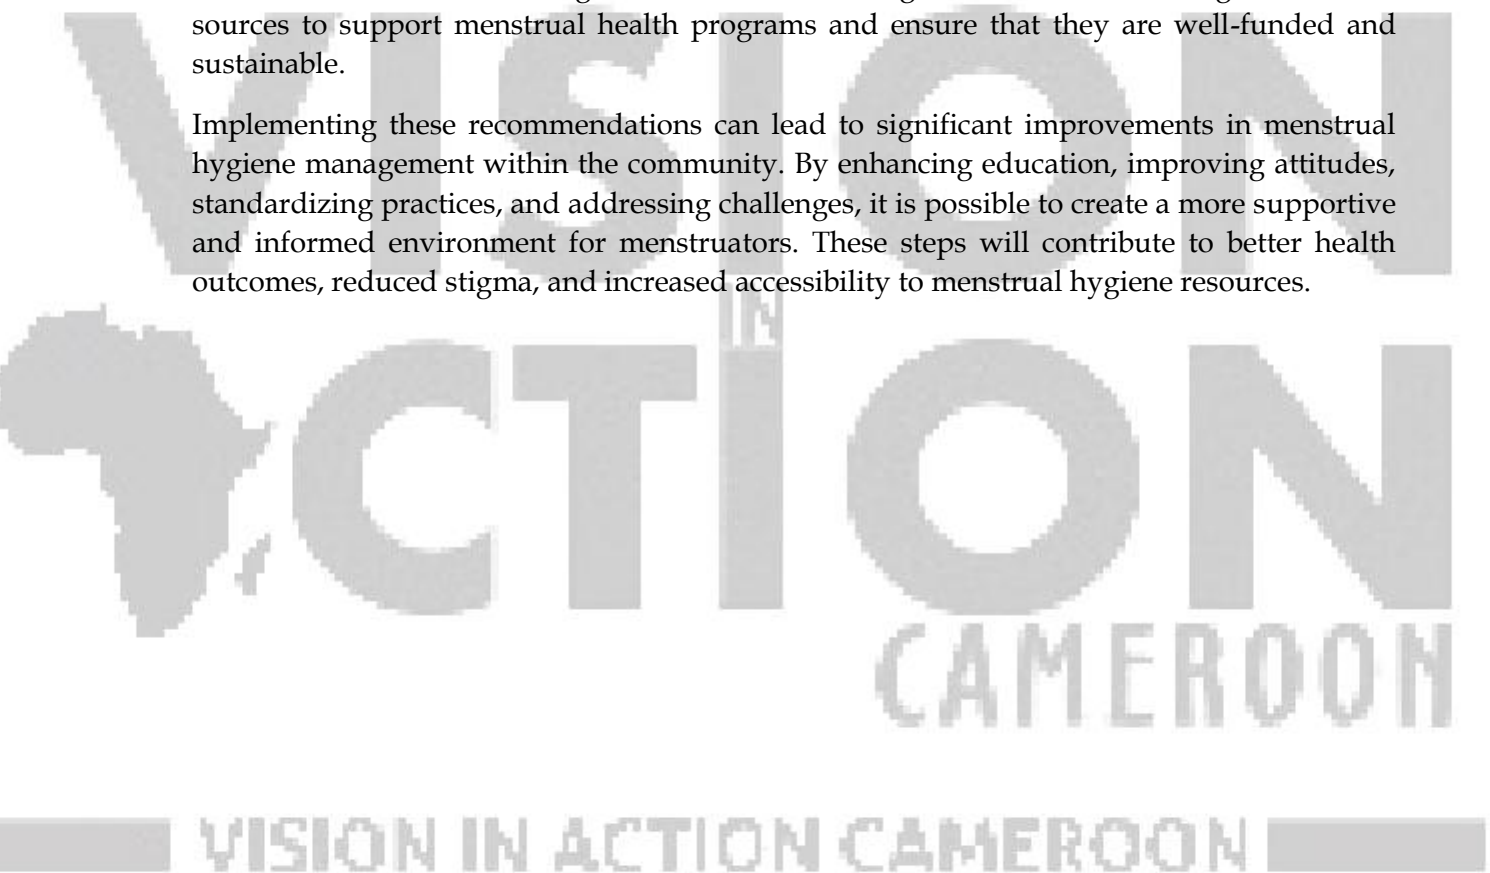 sources to support menstrual health programs and ensure that they are well-funded and
sustainable.
Implementing these recommendations can lead to significant improvements in menstrual
hygiene management within the community. By enhancing education, improving attitudes,
standardizing practices, and addressing challenges, it is possible to create a more supportive
and informed environment for menstruators. These steps will contribute to better health
outcomes, reduced stigma, and increased accessibility to menstrual hygiene resources.
VISION
IN
CTION
CAMEROON
VISION IN ACTION CAMEROON